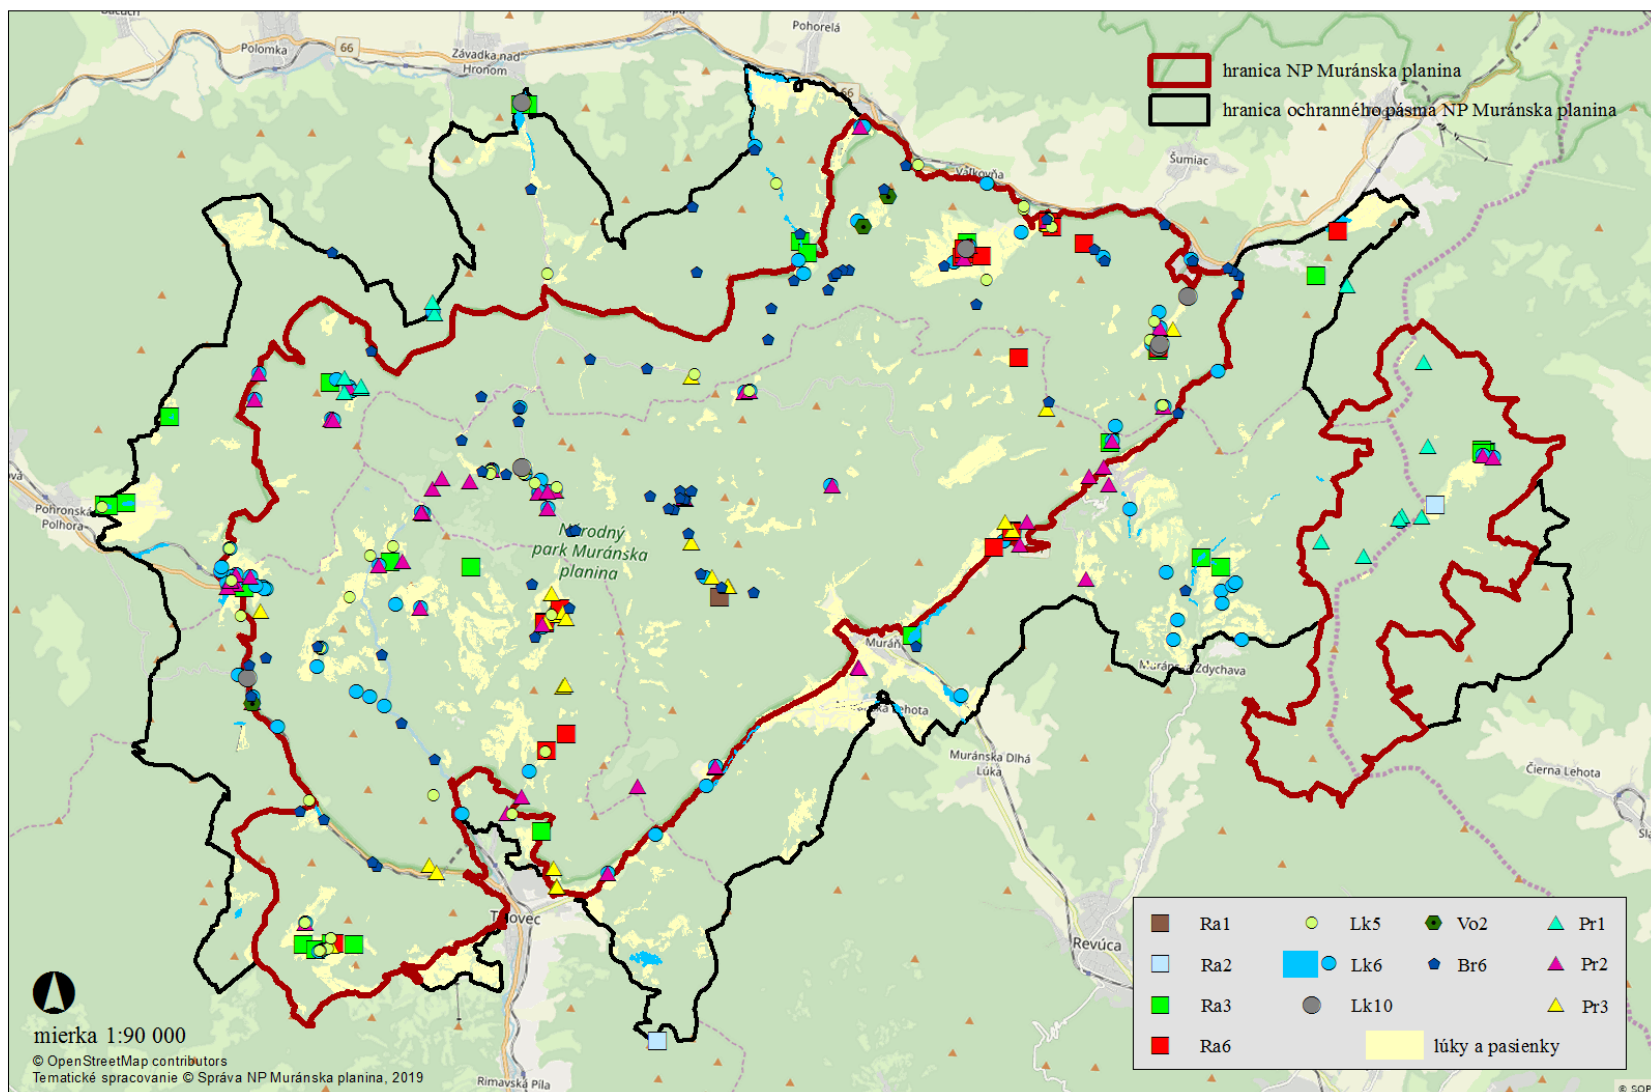 Polomka
66
Závadka nad
Hronom
Pohorelá
66
hranica NP Muránska planina
hranica ochranného pásma NP Muránska planina
Šumiac
Vaľkovňa
Pohronská
Polhora
Národný
park Muránska
planina
Muráň
Muránska Zdychava
Lehota
Muránska Dlhá
Lúka
Čierna Lehota
Revúca
Rimavská Píla
Ra1
Ra2
Ra3
Ra6
Lk5
Lk6
Lk10
Vo2
Br6
Pr1
Pr2
Pr3
lúky a pasienky
mierka 1:90 000
© OpenStreetMap contributors
Tematické spracovanie © Správa NP Muránska planina, 2019